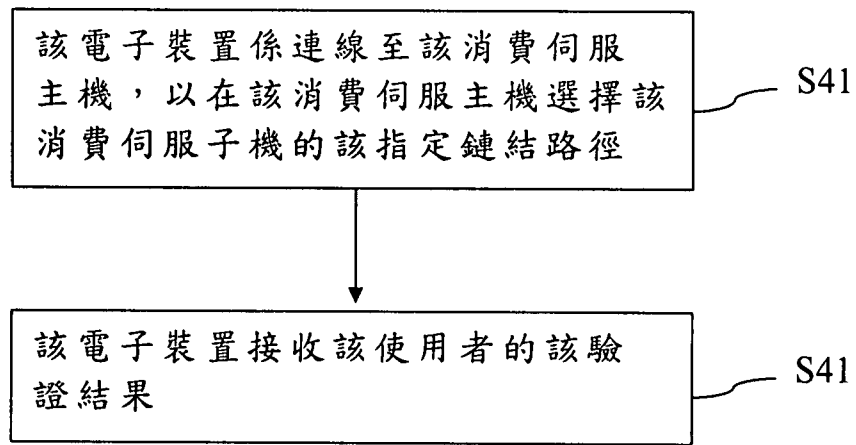 該電子裝置係連線至該消費伺服
主機，以在該消費伺服主機選擇該
消費伺服子機的該指定鏈結路徑
S41
該電子裝置接收該使用者的該驗
證結果
S41